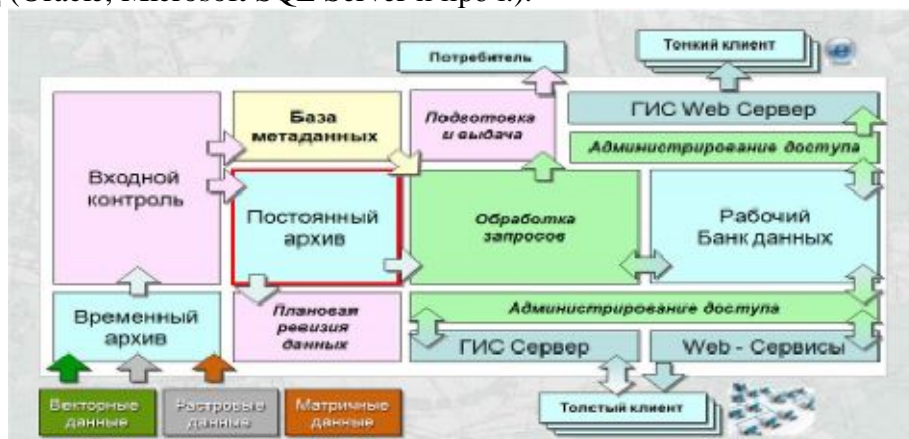 (Oracle, Microsoft SQL Server и проч.).
Потребитель
Тонкий клиент
База
метаданных
Подготовка
и выдача
ГИС Web Сервер
Администрирование доступа
Входной
контроль
Постоянный
архив
Обработка
запросов
Рабочий
Банк данных
Временный
архив
Плановая
ревизия
данных
Администрирование доступа
ГИС Сервер
Web - Сервисы
Векторные
данные
Растровые
данные
Матричные
данные
Толстый клиент